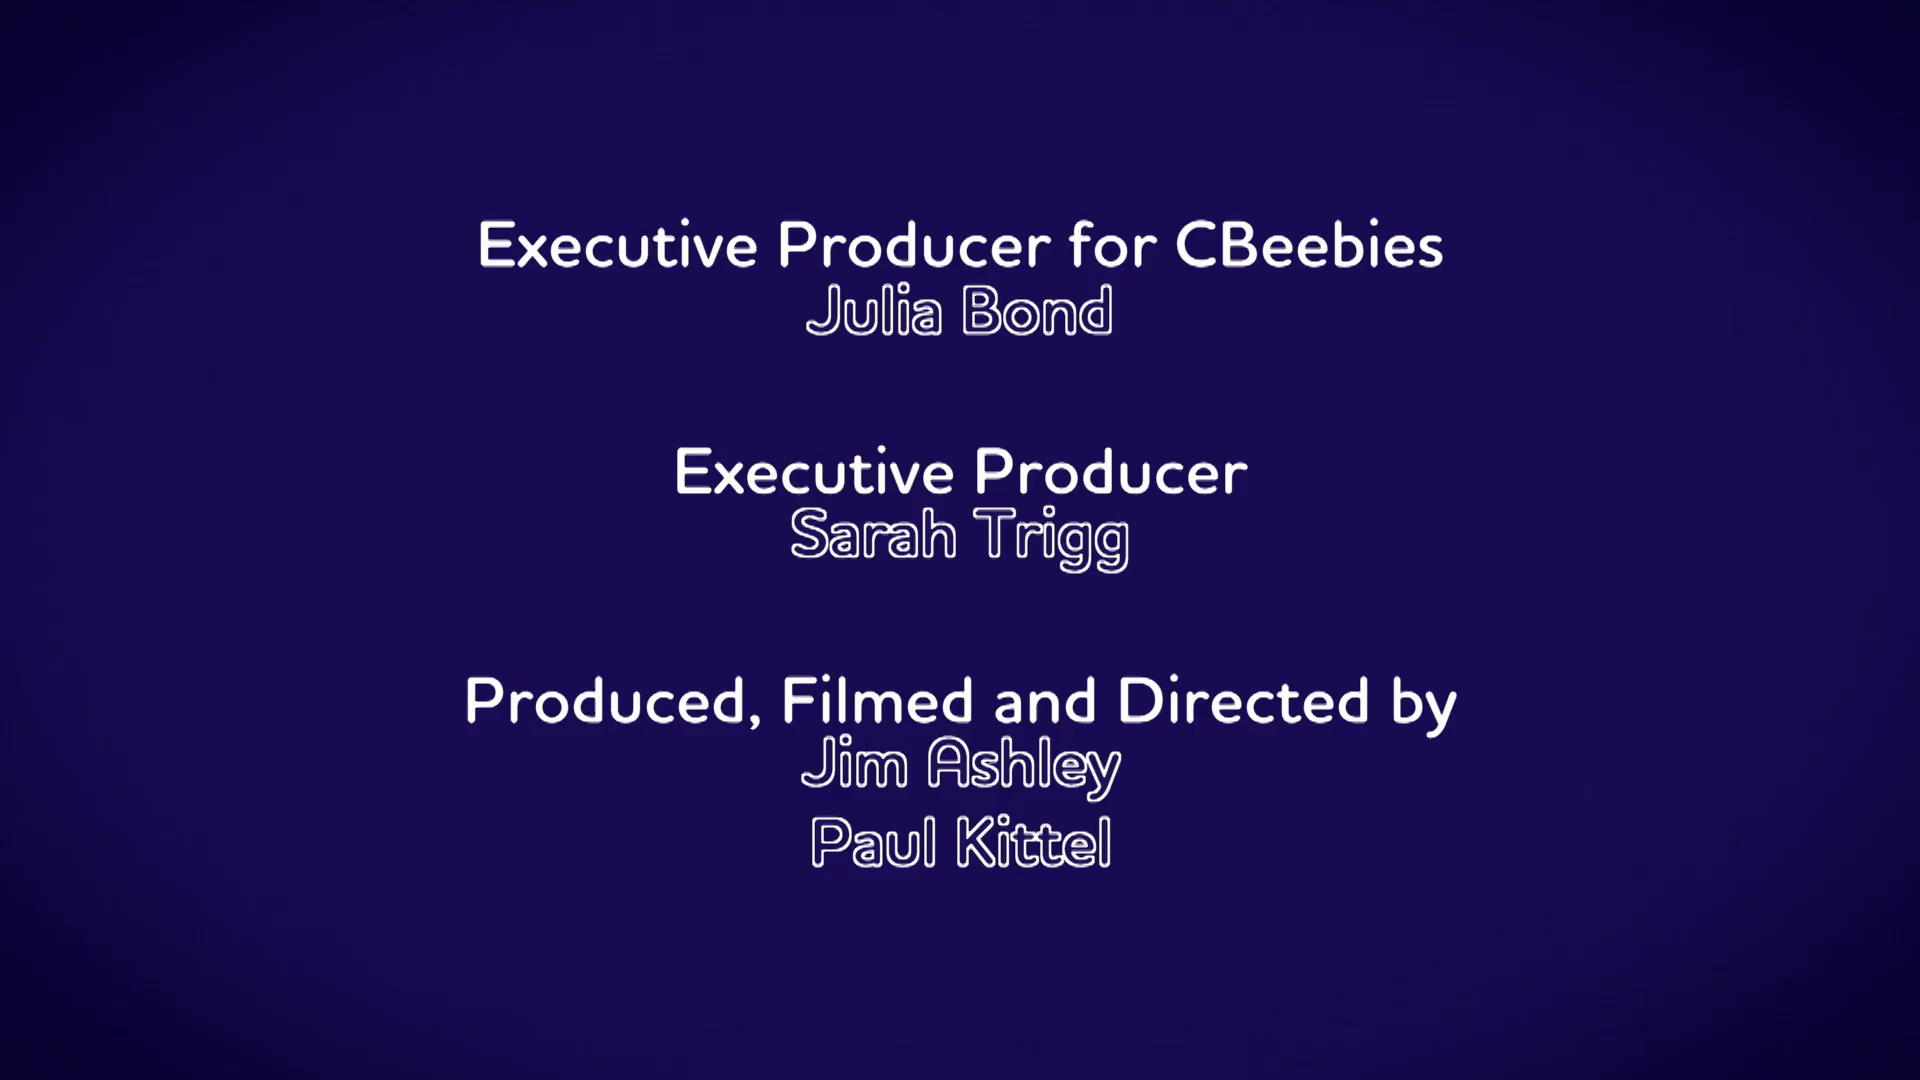 Executive Producer for CBeebies
Julia Bond
Executive Producer
Sarah Trigg
Produced, Filmed and Directed by
Jim Ashley
Paul Kittel